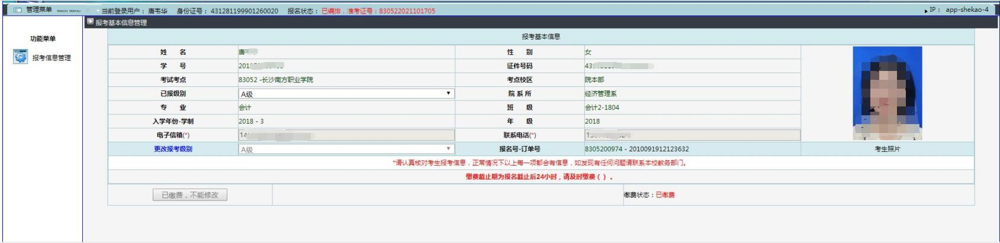 管理菜单 MAIN MENU
当前登录用户： 唐韦华 身份证号： 431281199901260020 报名状态： 已编排，准考证号：830522021101705
IP： app-shekao-4
功能菜单
报考信息管理
报考基本信息管理
报考基本信息
姓 名 唐 性 别 女
学 号 201 证件号码 43
考试考点 83052 -长沙南方职业学院 考点校区 院本部
已报级别 A级 院 系 所 经济管理系
专 业 会计 班 级 会计2-1804
入学年份-学制 2018 - 3 年 级 2018
电子信箱(*) 14 联系电话(*)
更改报考级别 A级 报名号-订单号 8305200974 - 2010091912123632 考生照片
*请认真核对考生报考信息，正常情况下以上每一项都会有信息，如发现有任何问题请联系本校教务部门。
缴费截止期为报名截止后24小时，请及时缴费（ ）。
已缴费，不能修改 缴费状态：已缴费